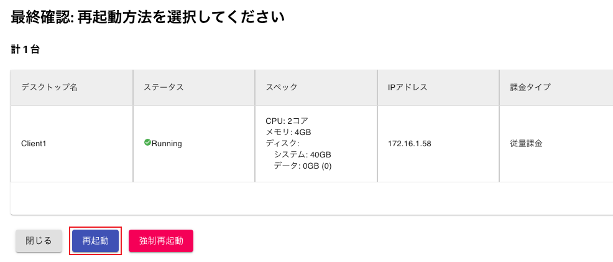 最終確認: 再起動方法を選択してください
計 1 台
デスクトップ名 ステータス スペック IPアドレス 課金タイプ
Client1 Running CPU: 2コア 172.16.1.58 従量課金
メモリ: 4GB
ディスク:
システム: 40GB
データ: 0GB (0)
閉じる 再起動 強制再起動